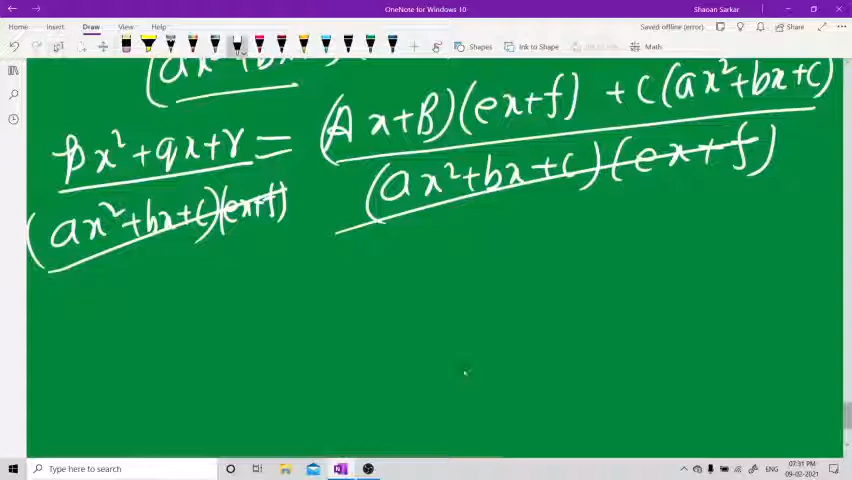 OneNote for Windows 10
Shaoan Sarkar
Home Insert Draw View Help
Saved offline (error)
Share
Shapes
Ink to Shape
Math
(ax²+bx
px²+qx+r = (Ax+B)(ex+f) + C(ax²+bx+c)
(ax²+bx+c)(ex+f) (ax²+bx+c)(ex+f)
Type here to search
ENG
07:31 PM
09-02-2021